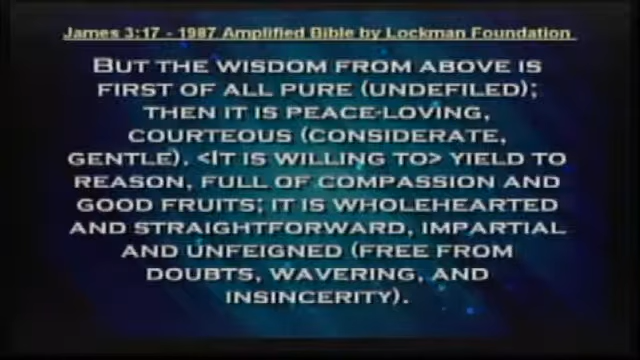 James 3:17 - 1987 Amplified Bible by Lockman Foundation
BUT THE WISDOM FROM ABOVE IS
FIRST OF ALL PURE (UNDEFILED);
THEN IT IS PEACE-LOVING,
COURTEOUS (CONSIDERATE,
GENTLE). <IT IS WILLING TO> YIELD TO
REASON, FULL OF COMPASSION AND
GOOD FRUITS; IT IS WHOLEHEARTED
AND STRAIGHTFORWARD, IMPARTIAL
AND UNFEIGNED (FREE FROM
DOUBTS, WAVERING, AND
INSINCERITY).